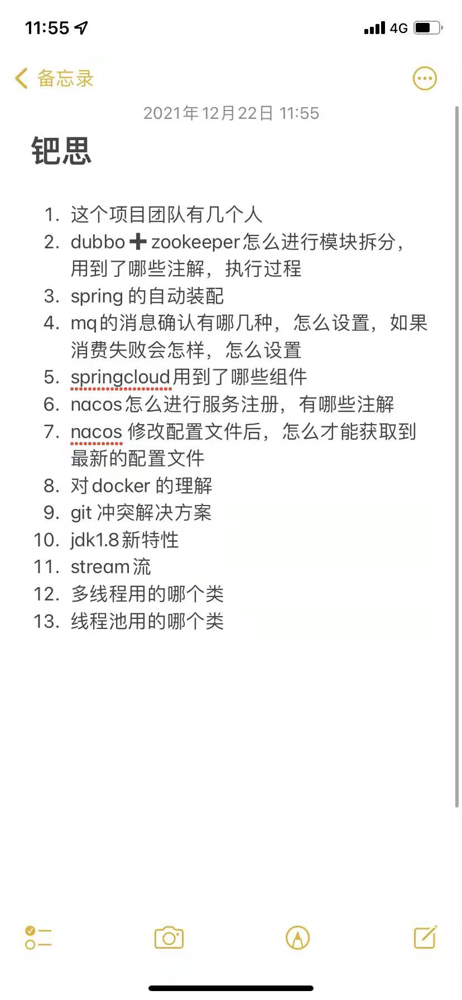 11:55
4G
备忘录
2021年12月22日 11:55
钯思
1. 这个项目团队有几个人
2. dubbo➕zookeeper怎么进行模块拆分，
用到了哪些注解，执行过程
3. spring 的自动装配
4. mq的消息确认有哪几种，怎么设置，如果
消费失败会怎样，怎么设置
5. springcloud用到了哪些组件
6. nacos怎么进行服务注册，有哪些注解
7. nacos 修改配置文件后，怎么才能获取到
最新的配置文件
8. 对docker 的理解
9. git 冲突解决方案
10. jdk1.8新特性
11. stream流
12. 多线程用的哪个类
13. 线程池用的哪个类